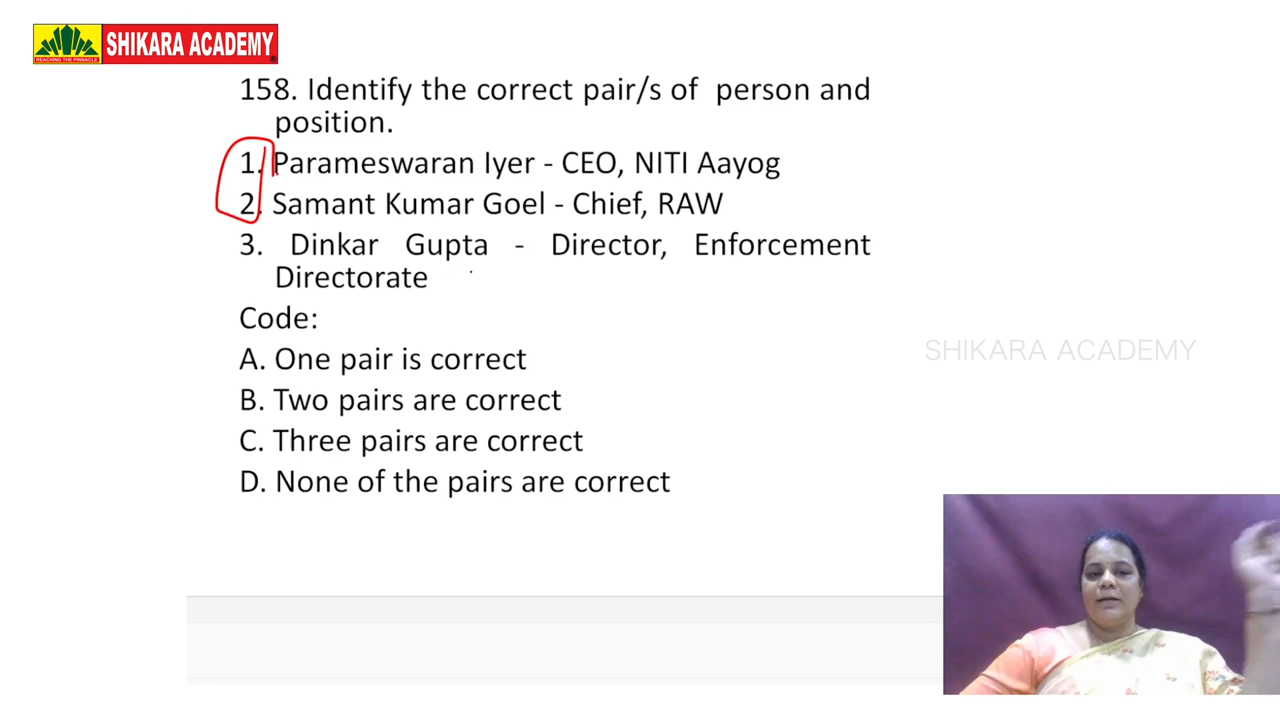 SHIKARA ACADEMY
REACHING THE PINNACLE
158. Identify the correct pair/s of person and
position.
1. Parameswaran Iyer - CEO, NITI Aayog
2. Samant Kumar Goel - Chief, RAW
3. Dinkar Gupta - Director, Enforcement
Directorate
Code:
A. One pair is correct
SHIKARA ACADEMY
B. Two pairs are correct
C. Three pairs are correct
D. None of the pairs are correct